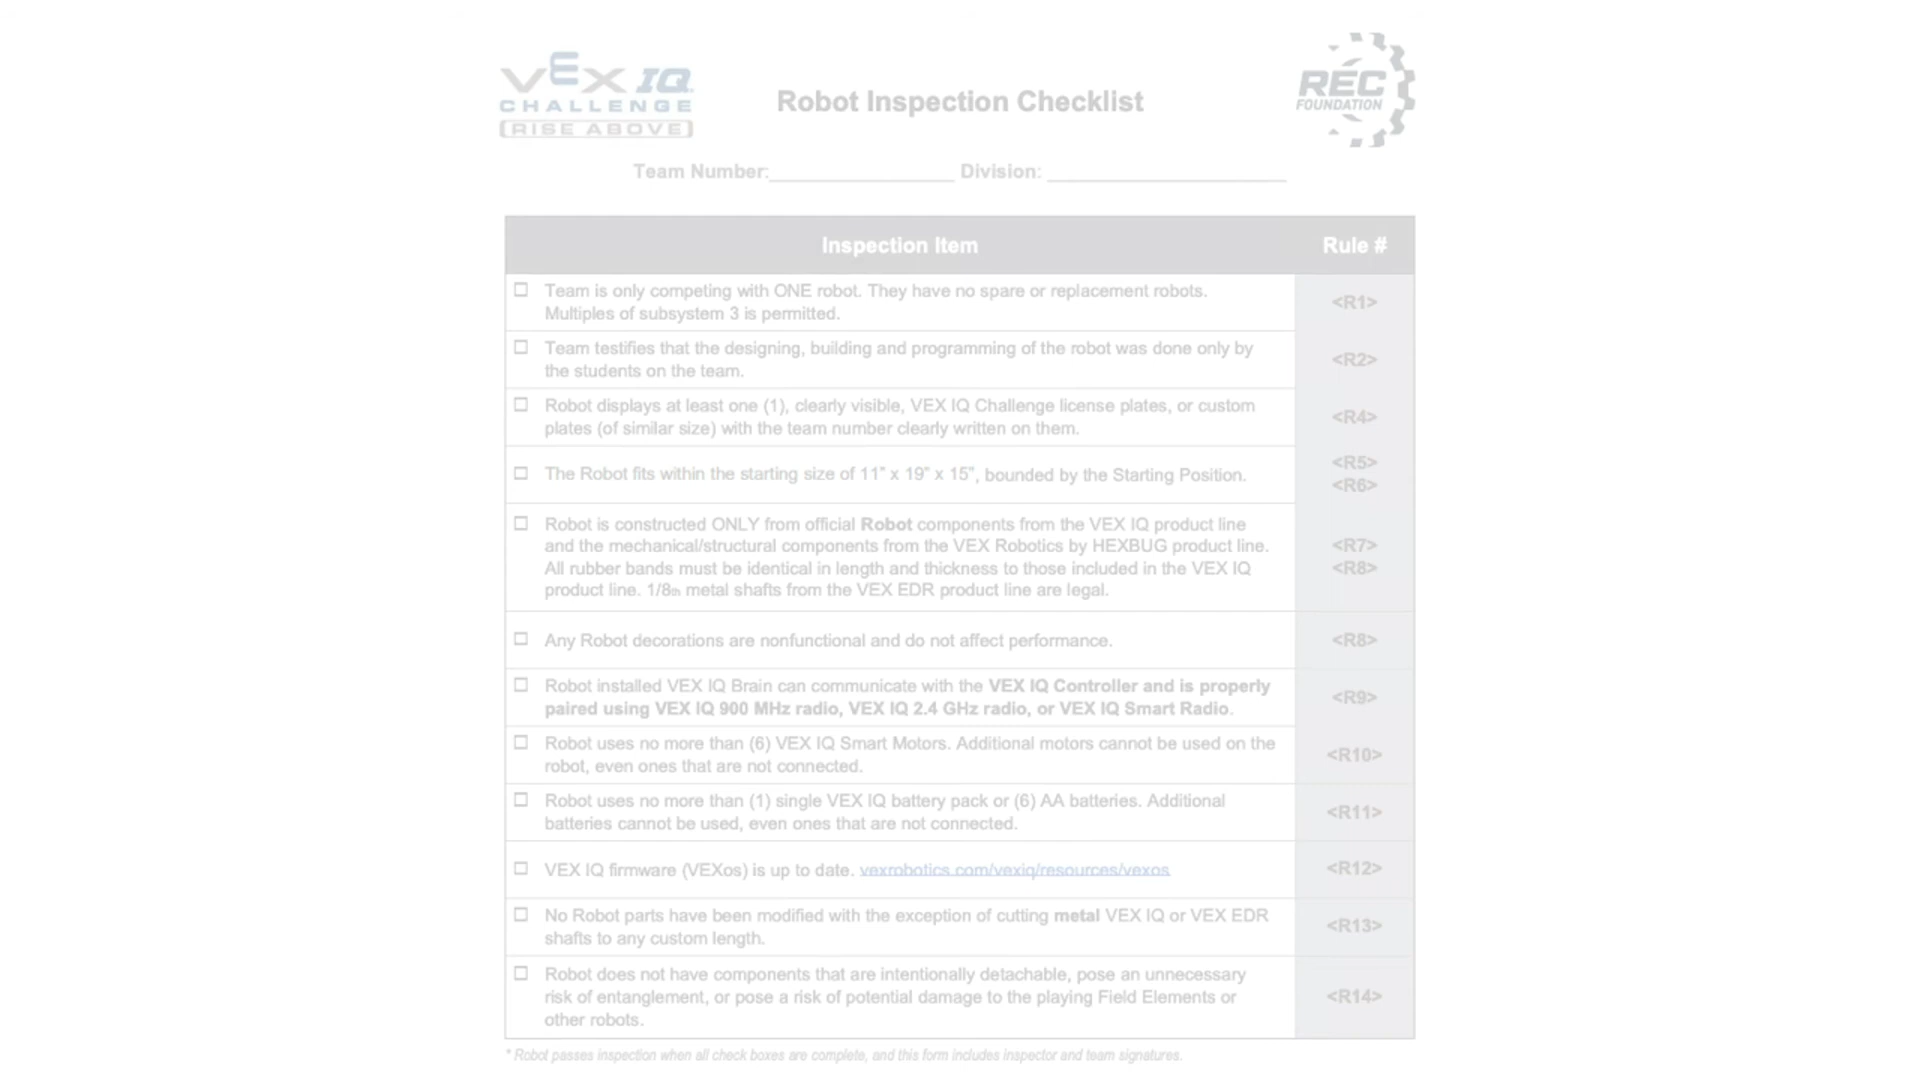 VEX IQ
CHALLENGE
RISE ABOVE
Robot Inspection Checklist
REC
FOUNDATION
Team Number:_________________ Division: ______________________
Inspection Item Rule #
☐ Team is only competing with ONE robot. They have no spare or replacement robots.
Multiples of subsystem 3 is permitted.
<R1>
☐ Team testifies that the designing, building and programming of the robot was done only by
the students on the team.
<R2>
☐ Robot displays at least one (1), clearly visible, VEX IQ Challenge license plates, or custom
plates (of similar size) with the team number clearly written on them.
<R4>
☐ The Robot fits within the starting size of 11” x 19” x 15”, bounded by the Starting Position.
<R5>
<R6>
☐ Robot is constructed ONLY from official Robot components from the VEX IQ product line
and the mechanical/structural components from the VEX Robotics by HEXBUG product line.
All rubber bands must be identical in length and thickness to those included in the VEX IQ
product line. 1/8th metal shafts from the VEX EDR product line are legal.
<R7>
<R8>
☐ Any Robot decorations are nonfunctional and do not affect performance.
<R8>
☐ Robot installed VEX IQ Brain can communicate with the VEX IQ Controller and is properly
paired using VEX IQ 900 MHz radio, VEX IQ 2.4 GHz radio, or VEX IQ Smart Radio.
<R9>
☐ Robot uses no more than (6) VEX IQ Smart Motors. Additional motors cannot be used on the
robot, even ones that are not connected.
<R10>
☐ Robot uses no more than (1) single VEX IQ battery pack or (6) AA batteries. Additional
batteries cannot be used, even ones that are not connected.
<R11>
☐ VEX IQ firmware (VEXos) is up to date. vexrobotics.com/vexiq/resources/vexos
<R12>
☐ No Robot parts have been modified with the exception of cutting metal VEX IQ or VEX EDR
shafts to any custom length.
<R13>
☐ Robot does not have components that are intentionally detachable, pose an unnecessary
risk of entanglement, or pose a risk of potential damage to the playing Field Elements or
other robots.
<R14>
* Robot passes inspection when all check boxes are complete, and this form includes inspector and team signatures.